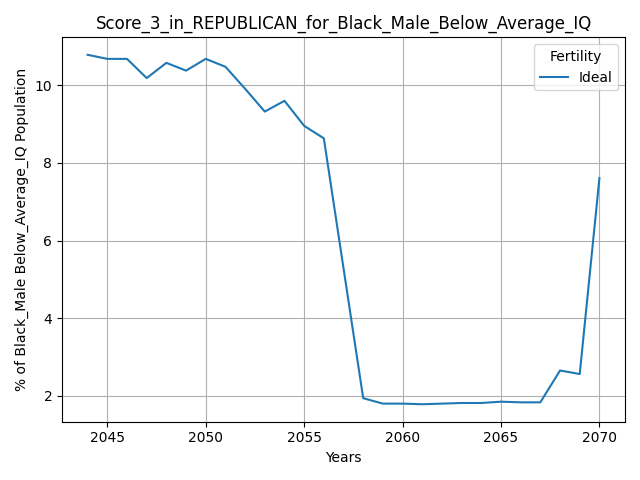 Score_3_in_REPUBLICAN_for_Black_Male_Below_Average_IQ
% of Black_Male Below_Average_IQ Population
Fertility
Ideal
10
8
6
4
2
2045 2050 2055 2060 2065 2070
Years